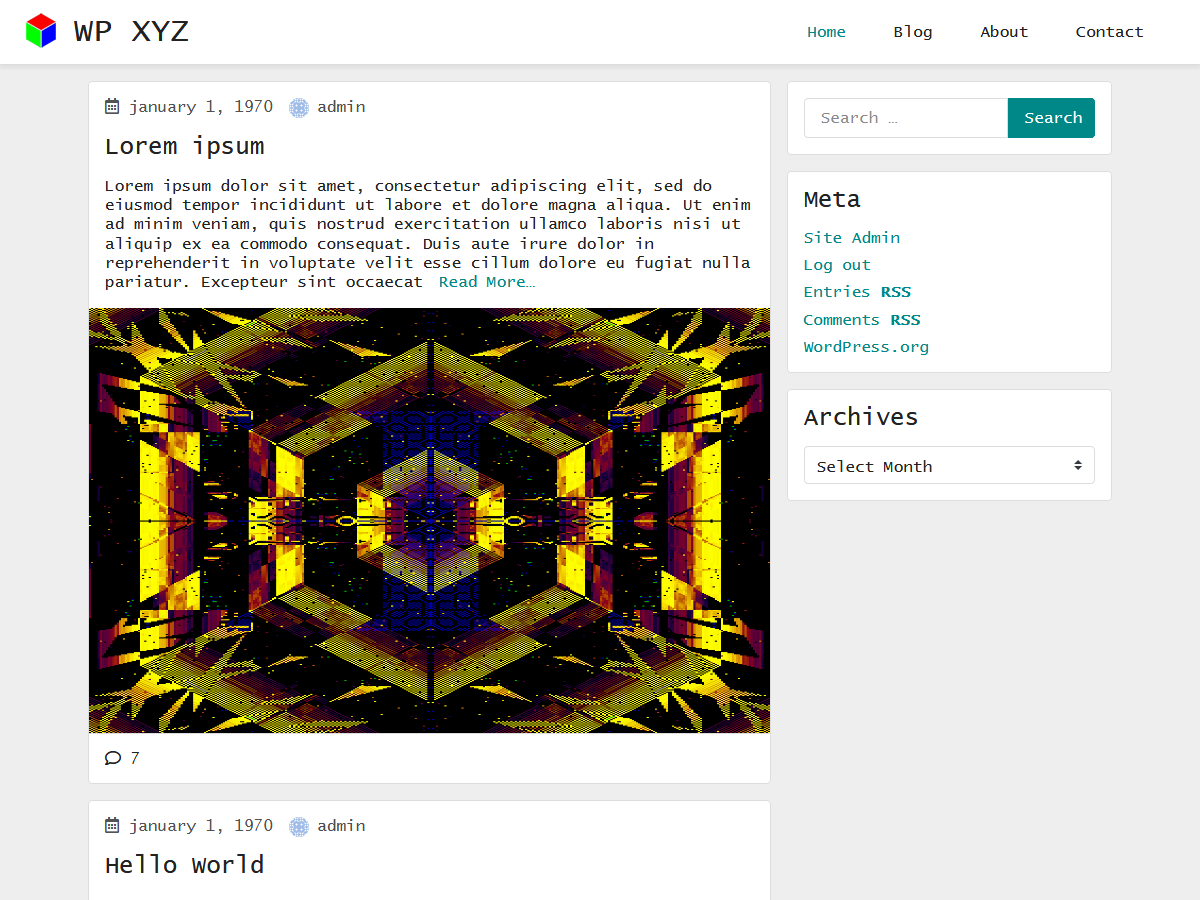 WP XYZ
Home Blog About Contact
january 1, 1970 admin
Lorem ipsum
Lorem ipsum dolor sit amet, consectetur adipiscing elit, sed do
eiusmod tempor incididunt ut labore et dolore magna aliqua. Ut enim
ad minim veniam, quis nostrud exercitation ullamco laboris nisi ut
aliquip ex ea commodo consequat. Duis aute irure dolor in
reprehenderit in voluptate velit esse cillum dolore eu fugiat nulla
pariatur. Excepteur sint occaecat Read More…
7
january 1, 1970 admin
Hello World
Search … Search
Meta
Site Admin
Log out
Entries RSS
Comments RSS
WordPress.org
Archives
Select Month